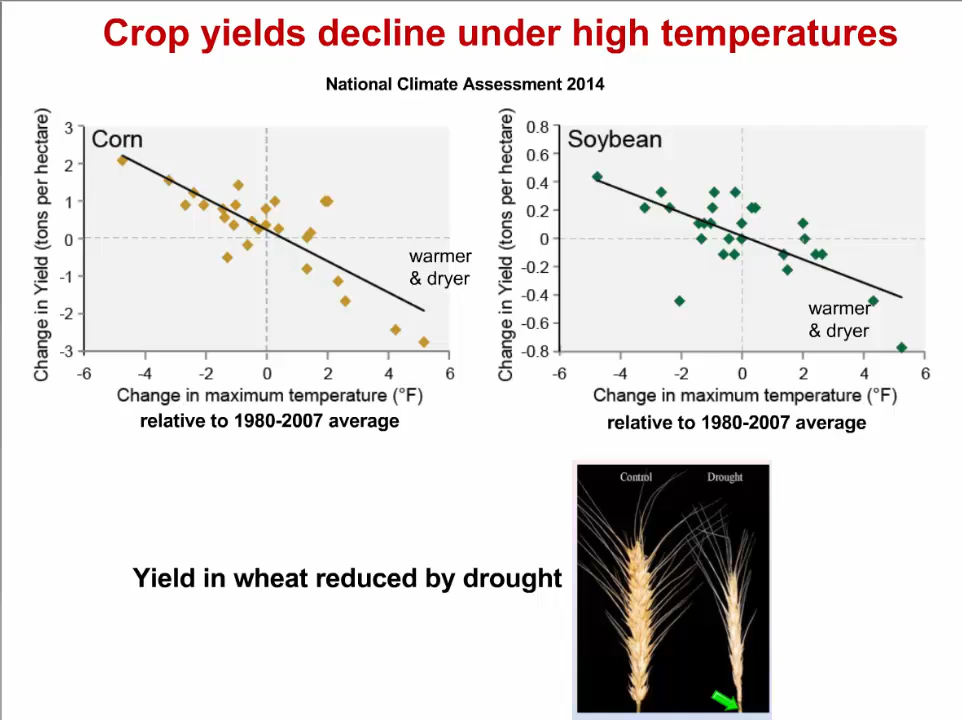 Crop yields decline under high temperatures
National Climate Assessment 2014
Change in Yield (tons per hectare)
Corn
3
2
1
0
-1
-2
-3
warmer
& dryer
-6 -4 -2 0 2 4 6
Change in maximum temperature (°F)
relative to 1980-2007 average
Change in Yield (tons per hectare)
Soybean
0.8
0.6
0.4
0.2
0
-0.2
-0.4
-0.6
-0.8
warmer
& dryer
-6 -4 -2 0 2 4 6
Change in maximum temperature (°F)
relative to 1980-2007 average
Yield in wheat reduced by drought
Control Drought